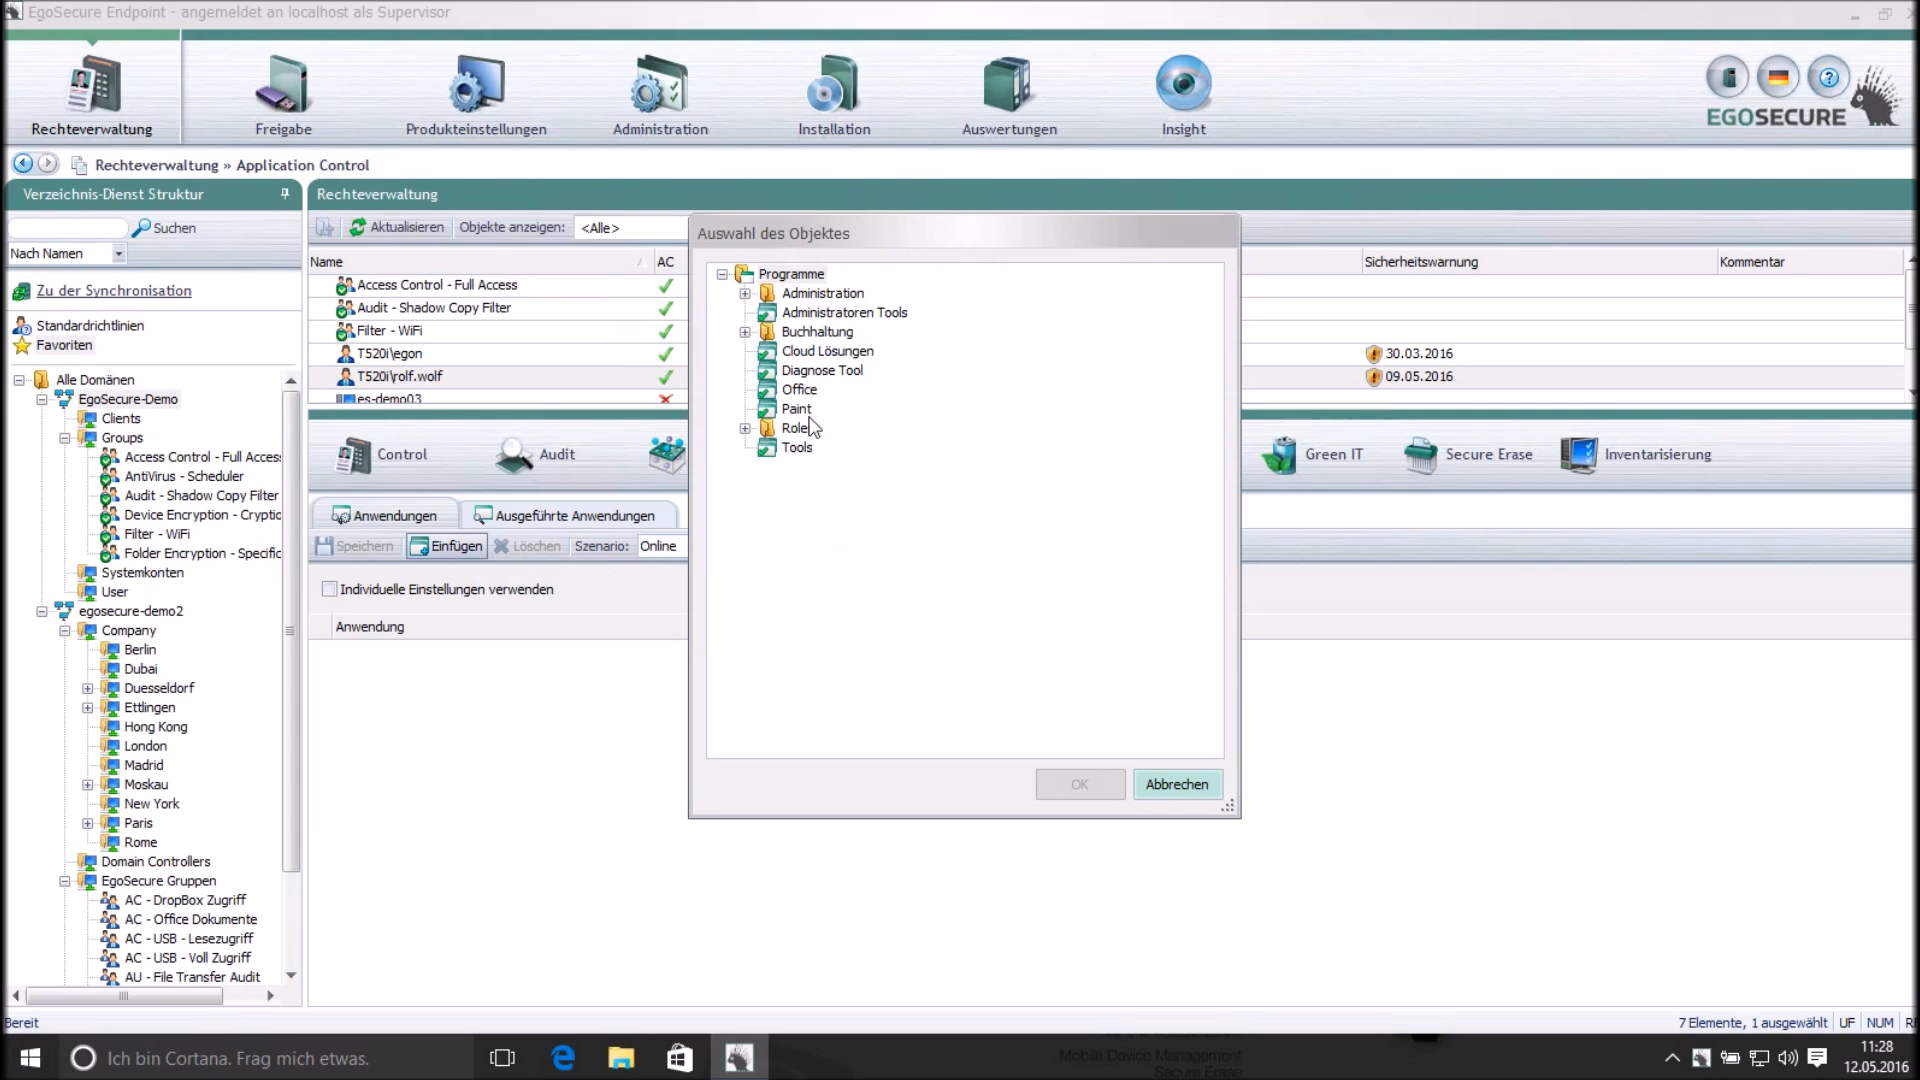 EgoSecure Endpoint - angemeldet an localhost als Supervisor
Rechteverwaltung
Freigabe
Produkteinstellungen
Administration
Installation
Auswertungen
Insight
EGOSECURE
Rechteverwaltung » Application Control
Verzeichnis-Dienst Struktur
Suchen
Nach Namen
Zu der Synchronisation
Standardrichtlinien
Favoriten
Alle Domänen
EgoSecure-Demo
Clients
Groups
Access Control - Full Acces
AntiVirus - Scheduler
Audit - Shadow Copy Filter
Device Encryption - Cryptic
Filter - WiFi
Folder Encryption - Specific
Systemkonten
User
egosecure-demo2
Company
Berlin
Dubai
Duesseldorf
Ettlingen
Hong Kong
London
Madrid
Moskau
New York
Paris
Rome
Domain Controllers
EgoSecure Gruppen
AC - DropBox Zugriff
AC - Office Dokumente
AC - USB - Lesezugriff
AC - USB - Voll Zugriff
AU - File Transfer Audit
Rechteverwaltung
Aktualisieren
Objekte anzeigen:
<Alle>
Name AC Sicherheitswarnung Kommentar
Access Control - Full Access
Audit - Shadow Copy Filter
Filter - WiFi
T520i\egon 30.03.2016
T520i\rolf.wolf 09.05.2016
es-demo03
Control
Audit
Green IT
Secure Erase
Inventarisierung
Anwendungen
Ausgeführte Anwendungen
Speichern
Einfügen
Löschen
Szenario:
Online
Individuelle Einstellungen verwenden
Anwendung
Auswahl des Objektes
Programme
Administration
Administratoren Tools
Buchhaltung
Cloud Lösungen
Diagnose Tool
Office
Paint
Tools
OK
Abbrechen
Bereit
7 Elemente, 1 ausgewählt UF NUM
Ich bin Cortana. Frag mich etwas.
Mobile Device Management
Secure Erase
11:28
12.05.2016